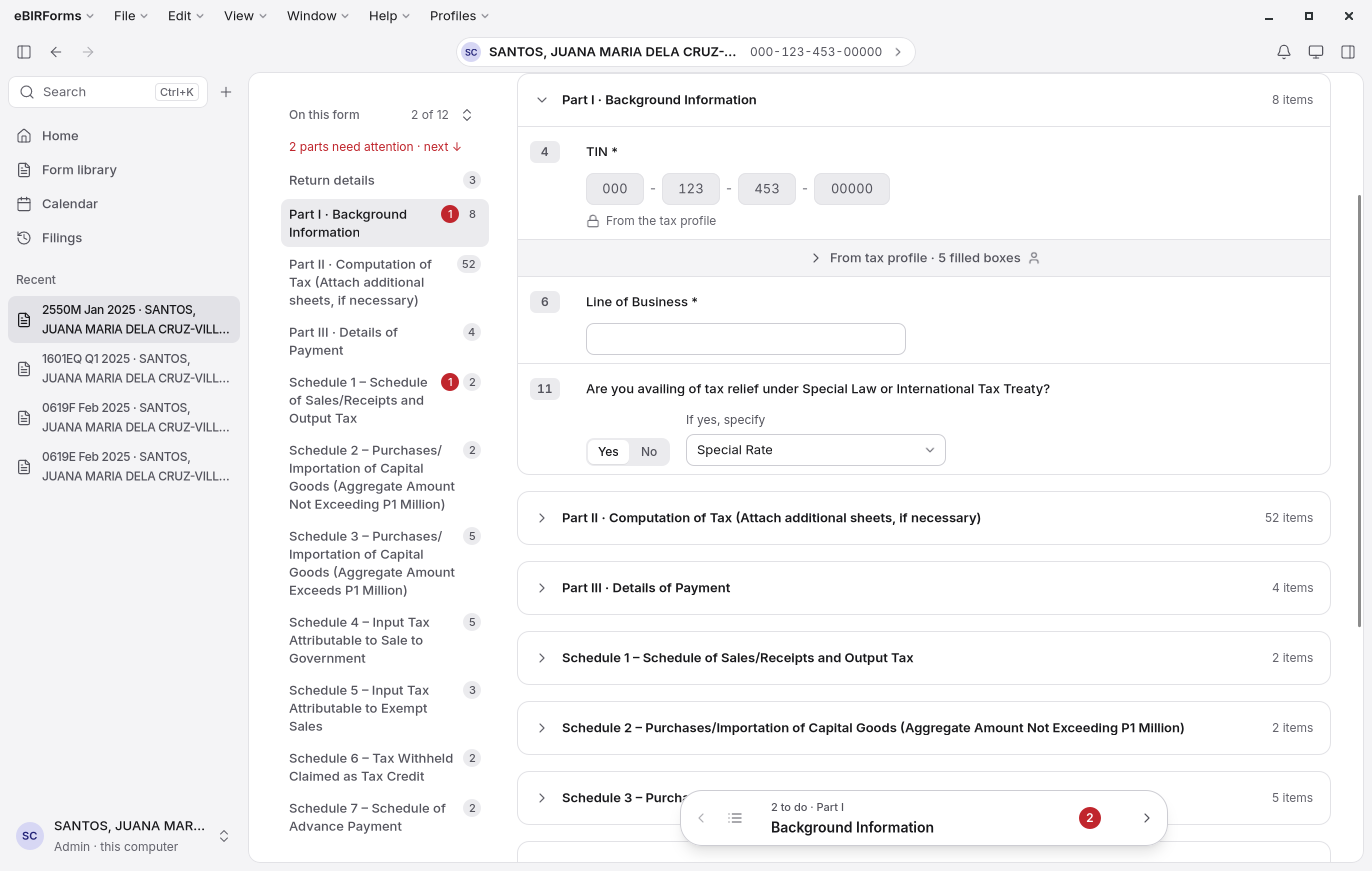 eBIRForms File Edit View Window Help Profiles
SC SANTOS, JUANA MARIA DELA CRUZ-... 000-123-453-00000
Search Ctrl+K
Home
Form library
Calendar
Filings
Recent
2550M Jan 2025 · SANTOS,
JUANA MARIA DELA CRUZ-VILL...
1601EQ Q1 2025 · SANTOS,
JUANA MARIA DELA CRUZ-VILL...
0619F Feb 2025 · SANTOS,
JUANA MARIA DELA CRUZ-VILL...
0619E Feb 2025 · SANTOS,
JUANA MARIA DELA CRUZ-VILL...
SC SANTOS, JUANA MAR...
Admin · this computer
On this form 2 of 12
2 parts need attention · next ↓
Return details 3
Part I · Background 1 8
Information
Part II · Computation of 52
Tax (Attach additional
sheets, if necessary)
Part III · Details of 4
Payment
Schedule 1 – Schedule 1 2
of Sales/Receipts and
Output Tax
Schedule 2 – Purchases/ 2
Importation of Capital
Goods (Aggregate Amount
Not Exceeding P1 Million)
Schedule 3 – Purchases/ 5
Importation of Capital
Goods (Aggregate Amount
Exceeds P1 Million)
Schedule 4 – Input Tax 5
Attributable to Sale to
Government
Schedule 5 – Input Tax 3
Attributable to Exempt
Sales
Schedule 6 – Tax Withheld 2
Claimed as Tax Credit
Schedule 7 – Schedule of 2
Advance Payment
Part I · Background Information 8 items
4 TIN *
000 - 123 - 453 - 00000
From the tax profile
From tax profile · 5 filled boxes
6 Line of Business *
11 Are you availing of tax relief under Special Law or International Tax Treaty?
If yes, specify
Yes No Special Rate
Part II · Computation of Tax (Attach additional sheets, if necessary) 52 items
Part III · Details of Payment 4 items
Schedule 1 – Schedule of Sales/Receipts and Output Tax 2 items
Schedule 2 – Purchases/Importation of Capital Goods (Aggregate Amount Not Exceeding P1 Million) 2 items
Schedule 3 – Purcha 5 items
2 to do · Part I
Background Information 2